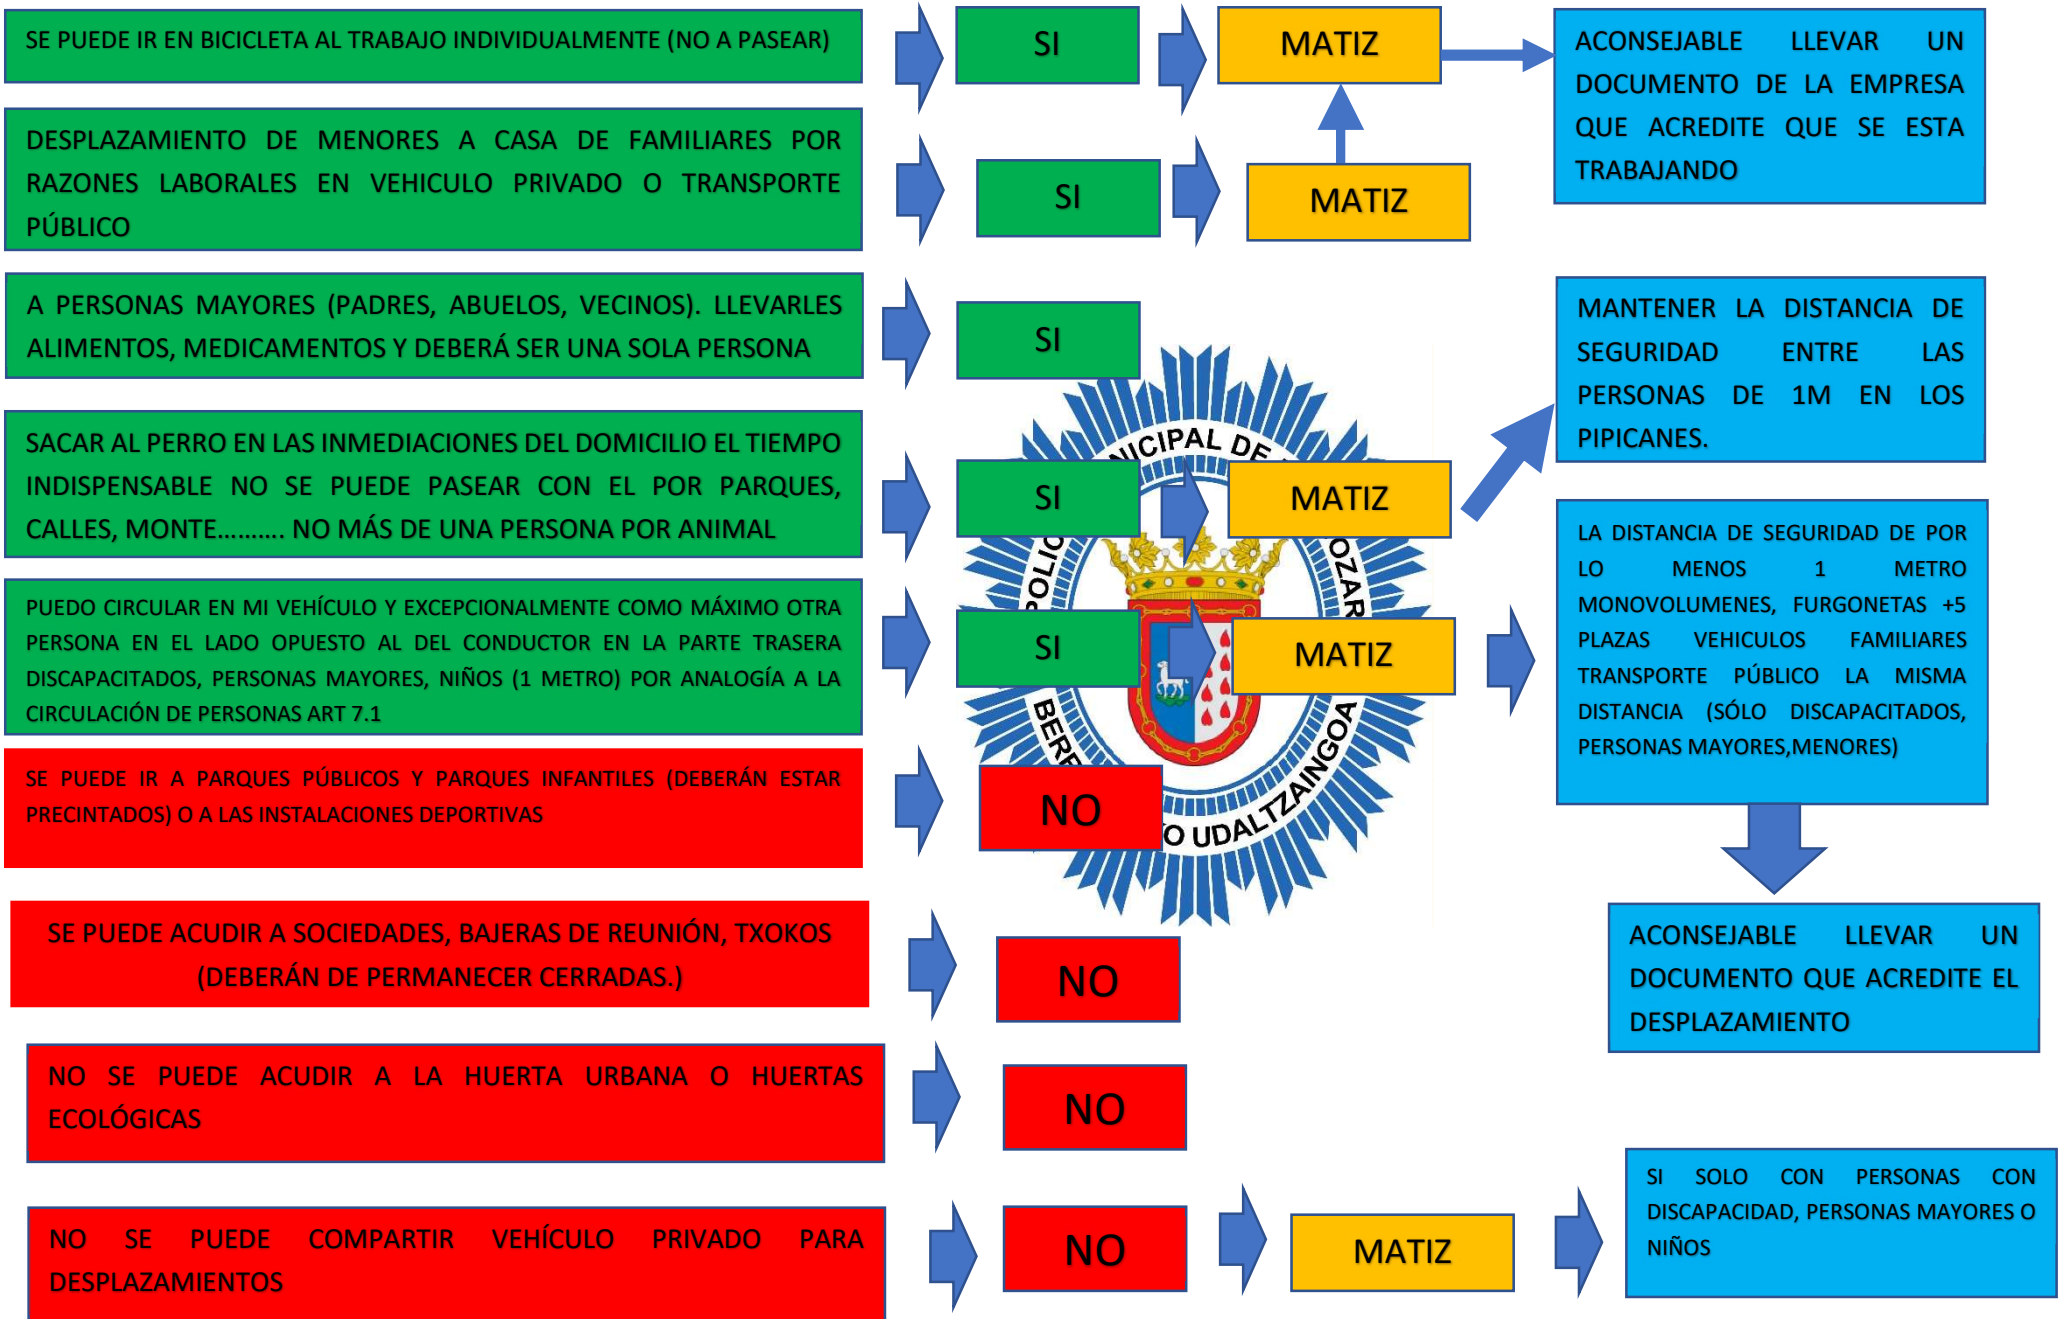 SE PUEDE IR EN BICICLETA AL TRABAJO INDIVIDUALMENTE (NO A PASEAR)
SI
MATIZ
ACONSEJABLE LLEVAR UN
DOCUMENTO DE LA EMPRESA
QUE ACREDITE QUE SE ESTA
TRABAJANDO
DESPLAZAMIENTO DE MENORES A CASA DE FAMILIARES POR
RAZONES LABORALES EN VEHICULO PRIVADO O TRANSPORTE
PÚBLICO
SI
MATIZ
A PERSONAS MAYORES (PADRES, ABUELOS, VECINOS). LLEVARLES
ALIMENTOS, MEDICAMENTOS Y DEBERÁ SER UNA SOLA PERSONA
SI
MANTENER LA DISTANCIA DE
SEGURIDAD ENTRE LAS
PERSONAS DE 1M EN LOS
PIPICANES.
SACAR AL PERRO EN LAS INMEDIACIONES DEL DOMICILIO EL TIEMPO
INDISPENSABLE NO SE PUEDE PASEAR CON EL POR PARQUES,
CALLES, MONTE.......... NO MÁS DE UNA PERSONA POR ANIMAL
SI
MATIZ
PUEDO CIRCULAR EN MI VEHÍCULO Y EXCEPCIONALMENTE COMO MÁXIMO OTRA
PERSONA EN EL LADO OPUESTO AL DEL CONDUCTOR EN LA PARTE TRASERA
DISCAPACITADOS, PERSONAS MAYORES, NIÑOS (1 METRO) POR ANALOGÍA A LA
CIRCULACIÓN DE PERSONAS ART 7.1
SI
MATIZ
LA DISTANCIA DE SEGURIDAD DE POR
LO MENOS 1 METRO
MONOVOLUMENES, FURGONETAS +5
PLAZAS VEHICULOS FAMILIARES
TRANSPORTE PÚBLICO LA MISMA
DISTANCIA (SÓLO DISCAPACITADOS,
PERSONAS MAYORES,MENORES)
SE PUEDE IR A PARQUES PÚBLICOS Y PARQUES INFANTILES (DEBERÁN ESTAR
PRECINTADOS) O A LAS INSTALACIONES DEPORTIVAS
NO
SE PUEDE ACUDIR A SOCIEDADES, BAJERAS DE REUNIÓN, TXOKOS
(DEBERÁN DE PERMANECER CERRADAS.)
NO
ACONSEJABLE LLEVAR UN
DOCUMENTO QUE ACREDITE EL
DESPLAZAMIENTO
NO SE PUEDE ACUDIR A LA HUERTA URBANA O HUERTAS
ECOLÓGICAS
NO
NO SE PUEDE COMPARTIR VEHÍCULO PRIVADO PARA
DESPLAZAMIENTOS
NO
MATIZ
SI SOLO CON PERSONAS CON
DISCAPACIDAD, PERSONAS MAYORES O
NIÑOS
DE
UDALTZAINGOA